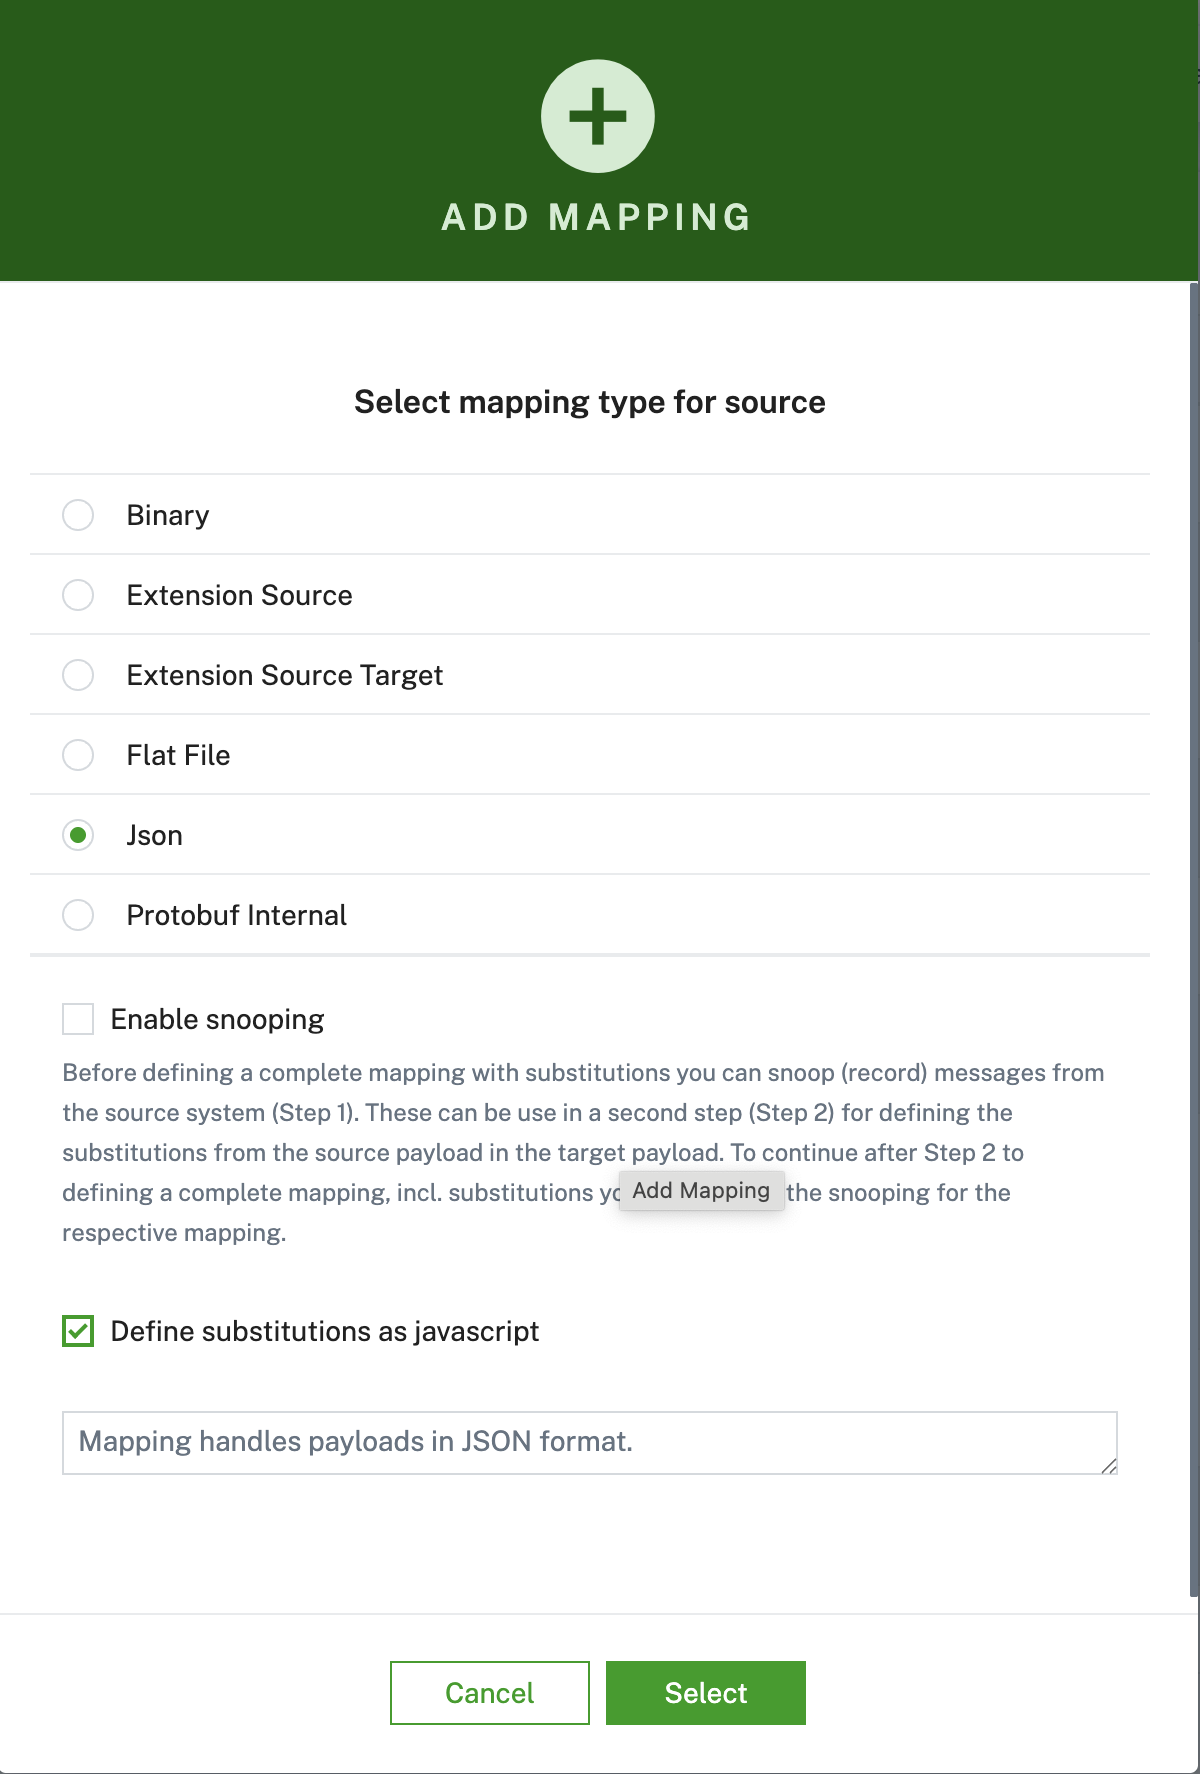 ADD MAPPING
Select mapping type for source
Binary
Extension Source
Extension Source Target
Flat File
Json
Protobuf Internal
Enable snooping
Before defining a complete mapping with substitutions you can snoop (record) messages from
the source system (Step 1). These can be use in a second step (Step 2) for defining the
substitutions from the source payload in the target payload. To continue after Step 2 to
defining a complete mapping, incl. substitutions the snooping for the
Add Mapping
respective mapping.
Define substitutions as javascript
Mapping handles payloads in JSON format.
Cancel
Select